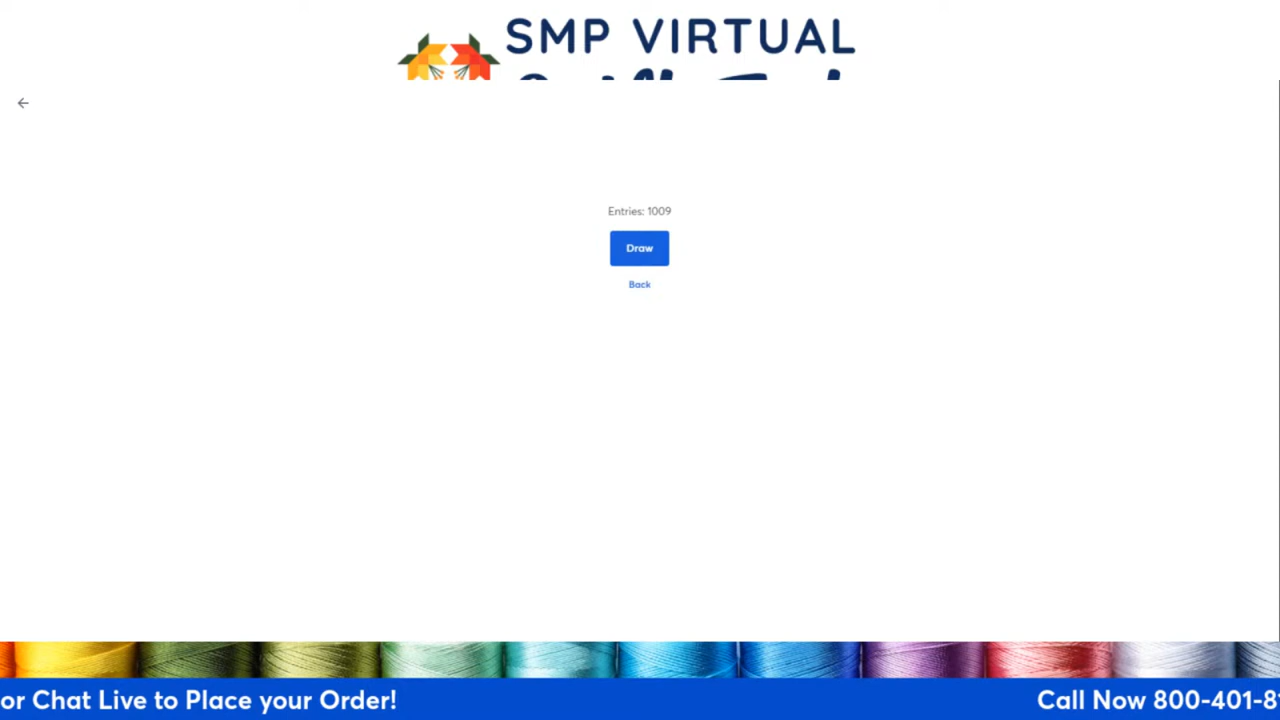 SMP VIRTUAL
Entries: 1009
Draw
Back
or Chat Live to Place your Order!
Call Now 800-401-8